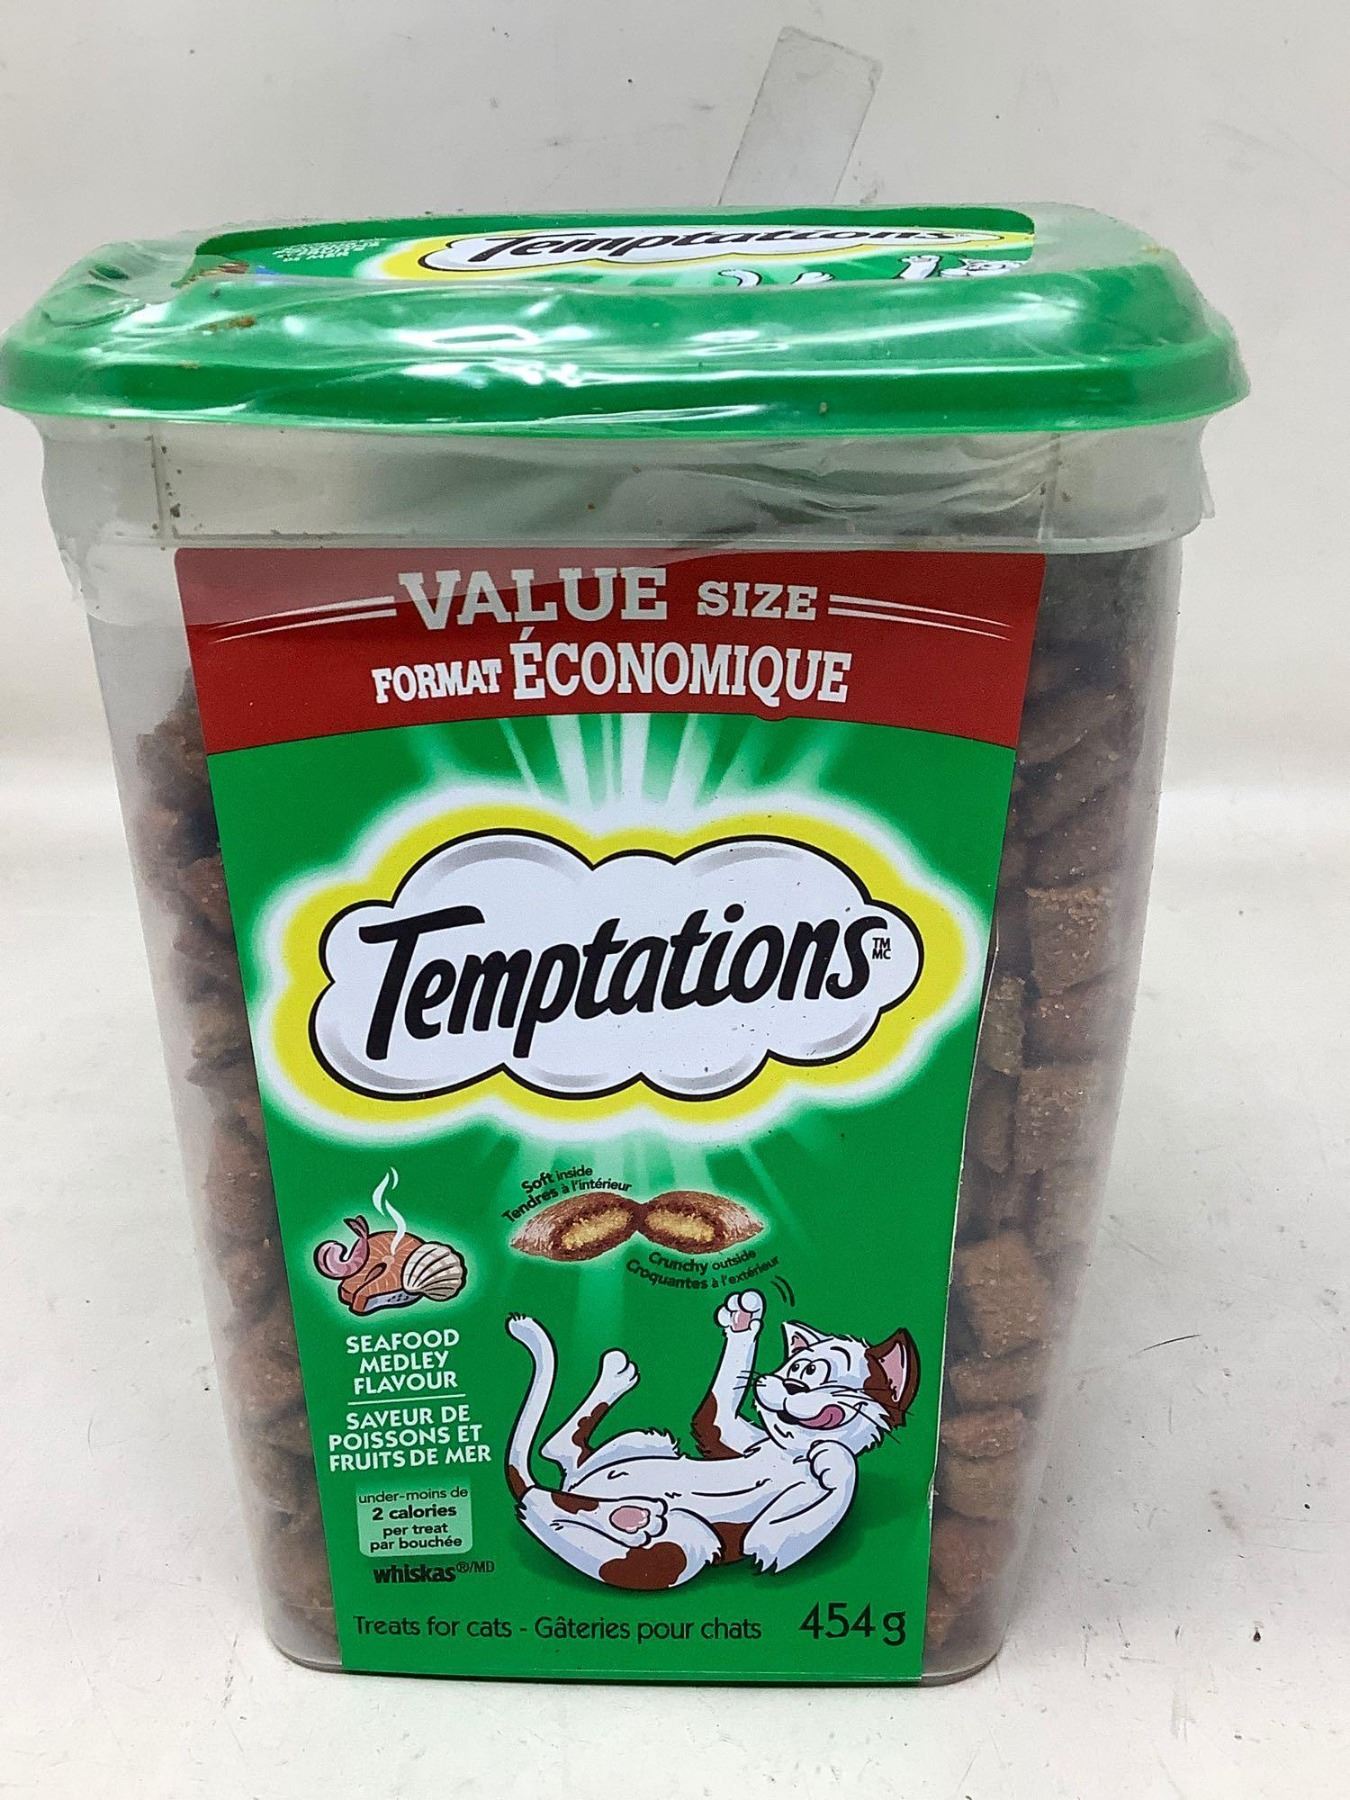 Temptations
VALUE SIZE
FORMAT ÉCONOMIQUE
Temptations TM
MC
Soft inside
Tendres à l'intérieur
Crunchy outside
Croquantes à l'extérieur
SEAFOOD
MEDLEY
FLAVOUR
SAVEUR DE
POISSONS ET
FRUITS DE MER
under-moins de
2 calories
per treat
par bouchée
whiskas®/MD
Treats for cats - Gâteries pour chats 454 g